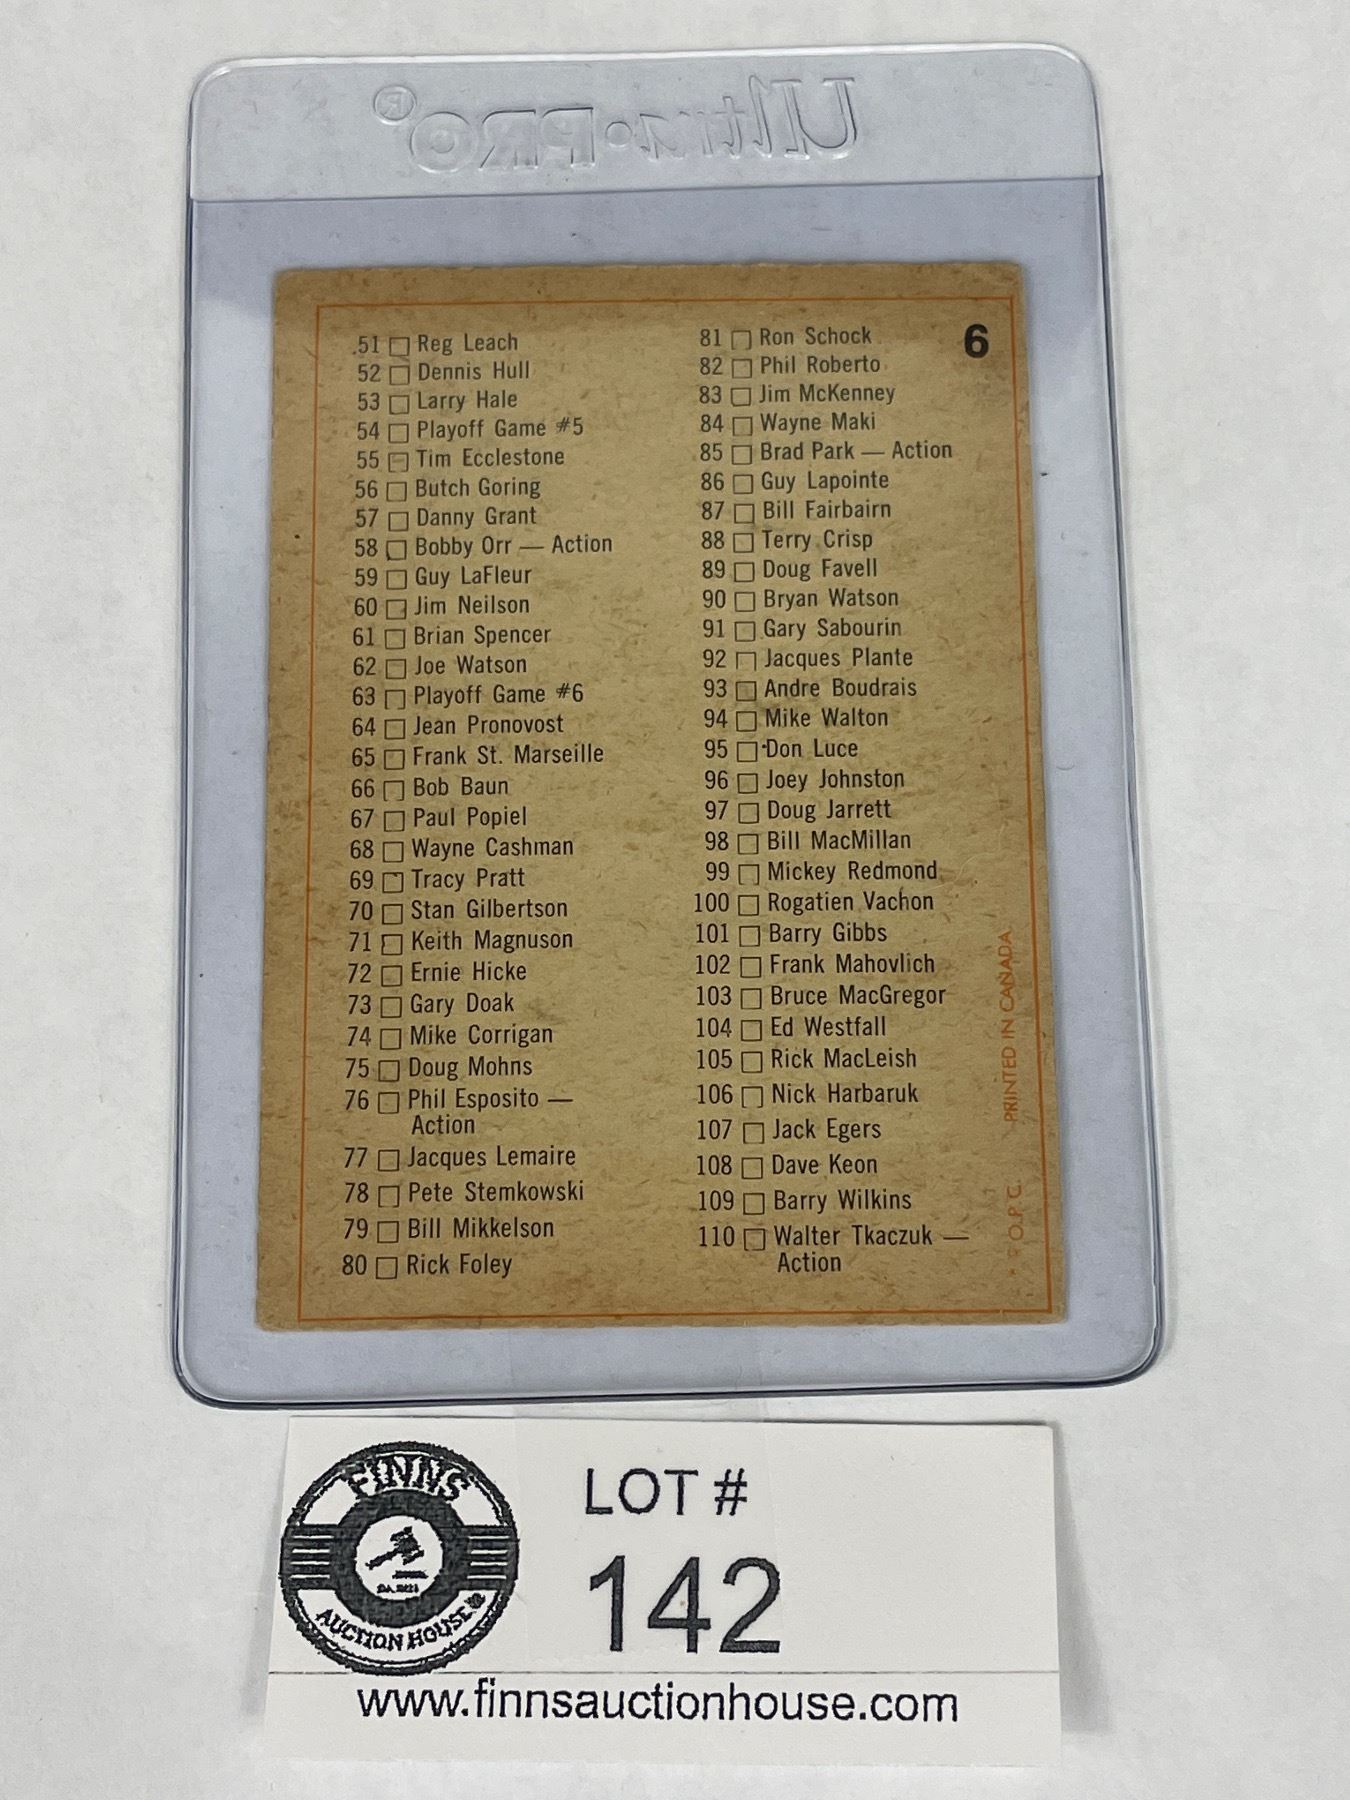 Ultra•PRO®
6
51 Reg Leach
52 Dennis Hull
53 Larry Hale
54 Playoff Game #5
55 Tim Ecclestone
56 Butch Goring
57 Danny Grant
58 Bobby Orr — Action
59 Guy LaFleur
60 Jim Neilson
61 Brian Spencer
62 Joe Watson
63 Playoff Game #6
64 Jean Pronovost
65 Frank St. Marseille
66 Bob Baun
67 Paul Popiel
68 Wayne Cashman
69 Tracy Pratt
70 Stan Gilbertson
71 Keith Magnuson
72 Ernie Hicke
73 Gary Doak
74 Mike Corrigan
75 Doug Mohns
76 Phil Esposito —
Action
77 Jacques Lemaire
78 Pete Stemkowski
79 Bill Mikkelson
80 Rick Foley
81 Ron Schock
82 Phil Roberto
83 Jim McKenney
84 Wayne Maki
85 Brad Park — Action
86 Guy Lapointe
87 Bill Fairbairn
88 Terry Crisp
89 Doug Favell
90 Bryan Watson
91 Gary Sabourin
92 Jacques Plante
93 Andre Boudrais
94 Mike Walton
95 Don Luce
96 Joey Johnston
97 Doug Jarrett
98 Bill MacMillan
99 Mickey Redmond
100 Rogatien Vachon
101 Barry Gibbs
102 Frank Mahovlich
103 Bruce MacGregor
104 Ed Westfall
105 Rick MacLeish
106 Nick Harbaruk
107 Jack Egers
108 Dave Keon
109 Barry Wilkins
110 Walter Tkaczuk —
Action
O.P.C. PRINTED IN CANADA
FINNS
AUCTION HOUSE
LOT #
142
www.finnsauctionhouse.com